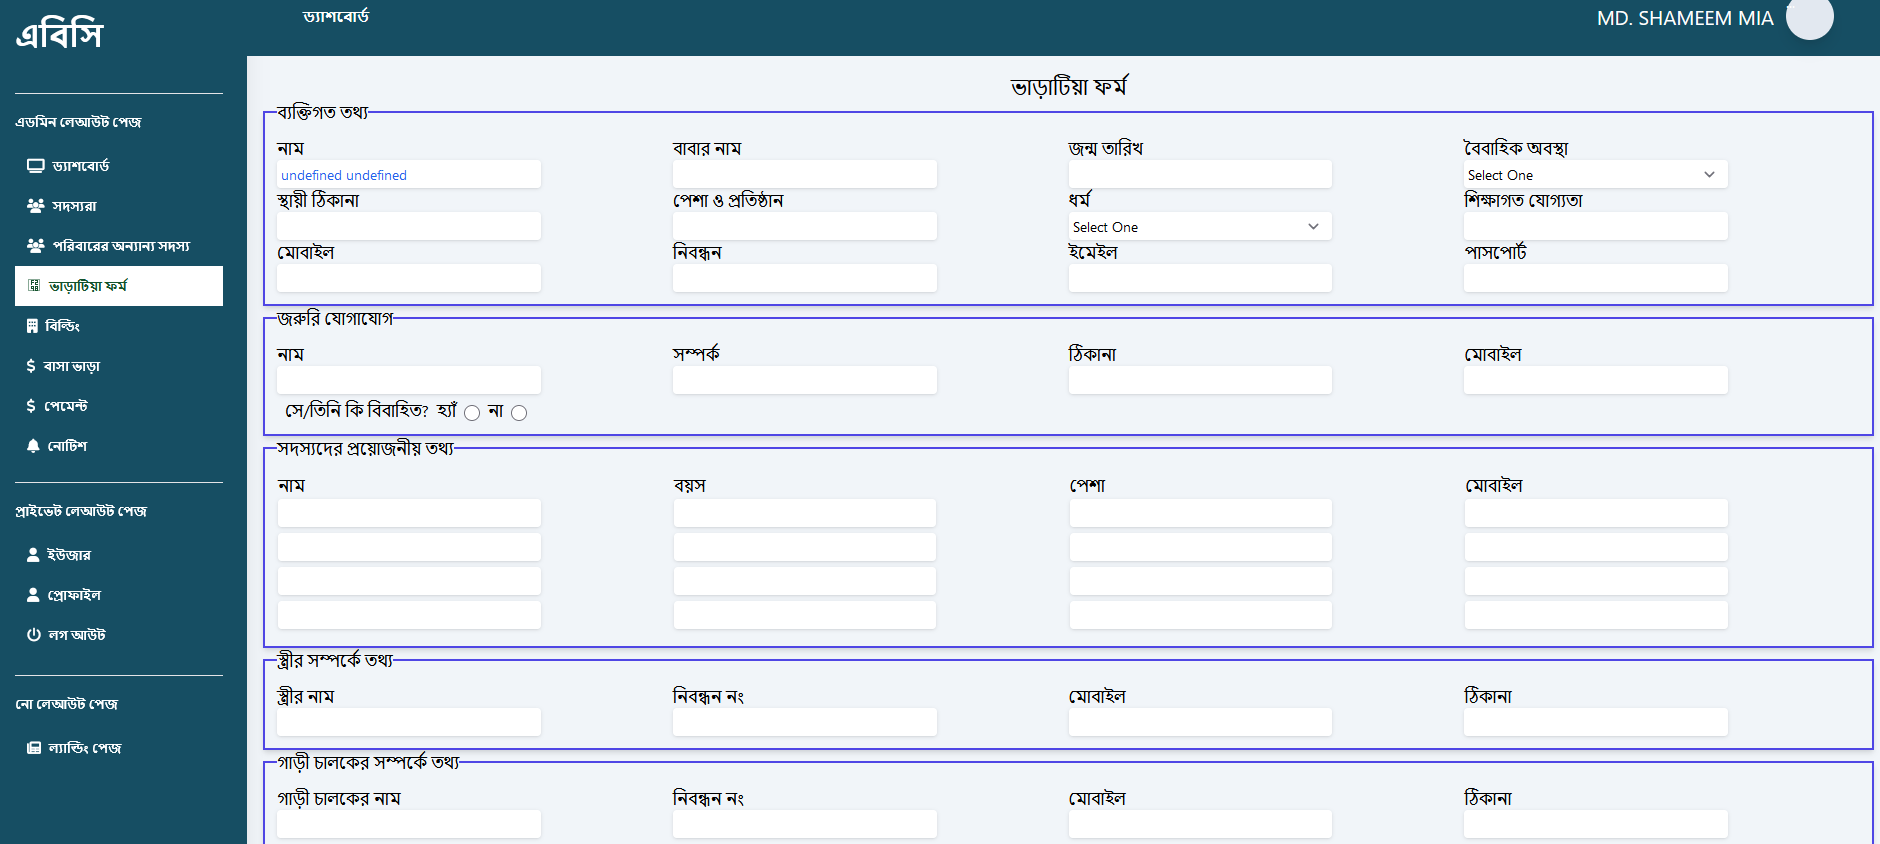 এবিসি
ড্যাশবোর্ড
MD. SHAMEEM MIA
এডমিন লেআউট পেজ
ড্যাশবোর্ড
সদস্যরা
পরিবারের অন্যান্য সদস্য
ভাড়াটিয়া ফর্ম
বিল্ডিং
বাসা ভাড়া
পেমেন্ট
নোটিশ
প্রাইভেট লেআউট পেজ
ইউজার
প্রোফাইল
লগ আউট
নো লেআউট পেজ
ল্যান্ডিং পেজ
ভাড়াটিয়া ফর্ম
ব্যক্তিগত তথ্য
নাম বাবার নাম জন্ম তারিখ বৈবাহিক অবস্থা
undefined undefined Select One
স্থায়ী ঠিকানা পেশা ও প্রতিষ্ঠান ধর্ম শিক্ষাগত যোগ্যতা
Select One
মোবাইল নিবন্ধন ইমেইল পাসপোর্ট
জরুরি যোগাযোগ
নাম সম্পর্ক ঠিকানা মোবাইল
সে/তিনি কি বিবাহিত? হ্যাঁ না
সদস্যদের প্রয়োজনীয় তথ্য
নাম বয়স পেশা মোবাইল
স্ত্রীর সম্পর্কে তথ্য
স্ত্রীর নাম নিবন্ধন নং মোবাইল ঠিকানা
গাড়ী চালকের সম্পর্কে তথ্য
গাড়ী চালকের নাম নিবন্ধন নং মোবাইল ঠিকানা